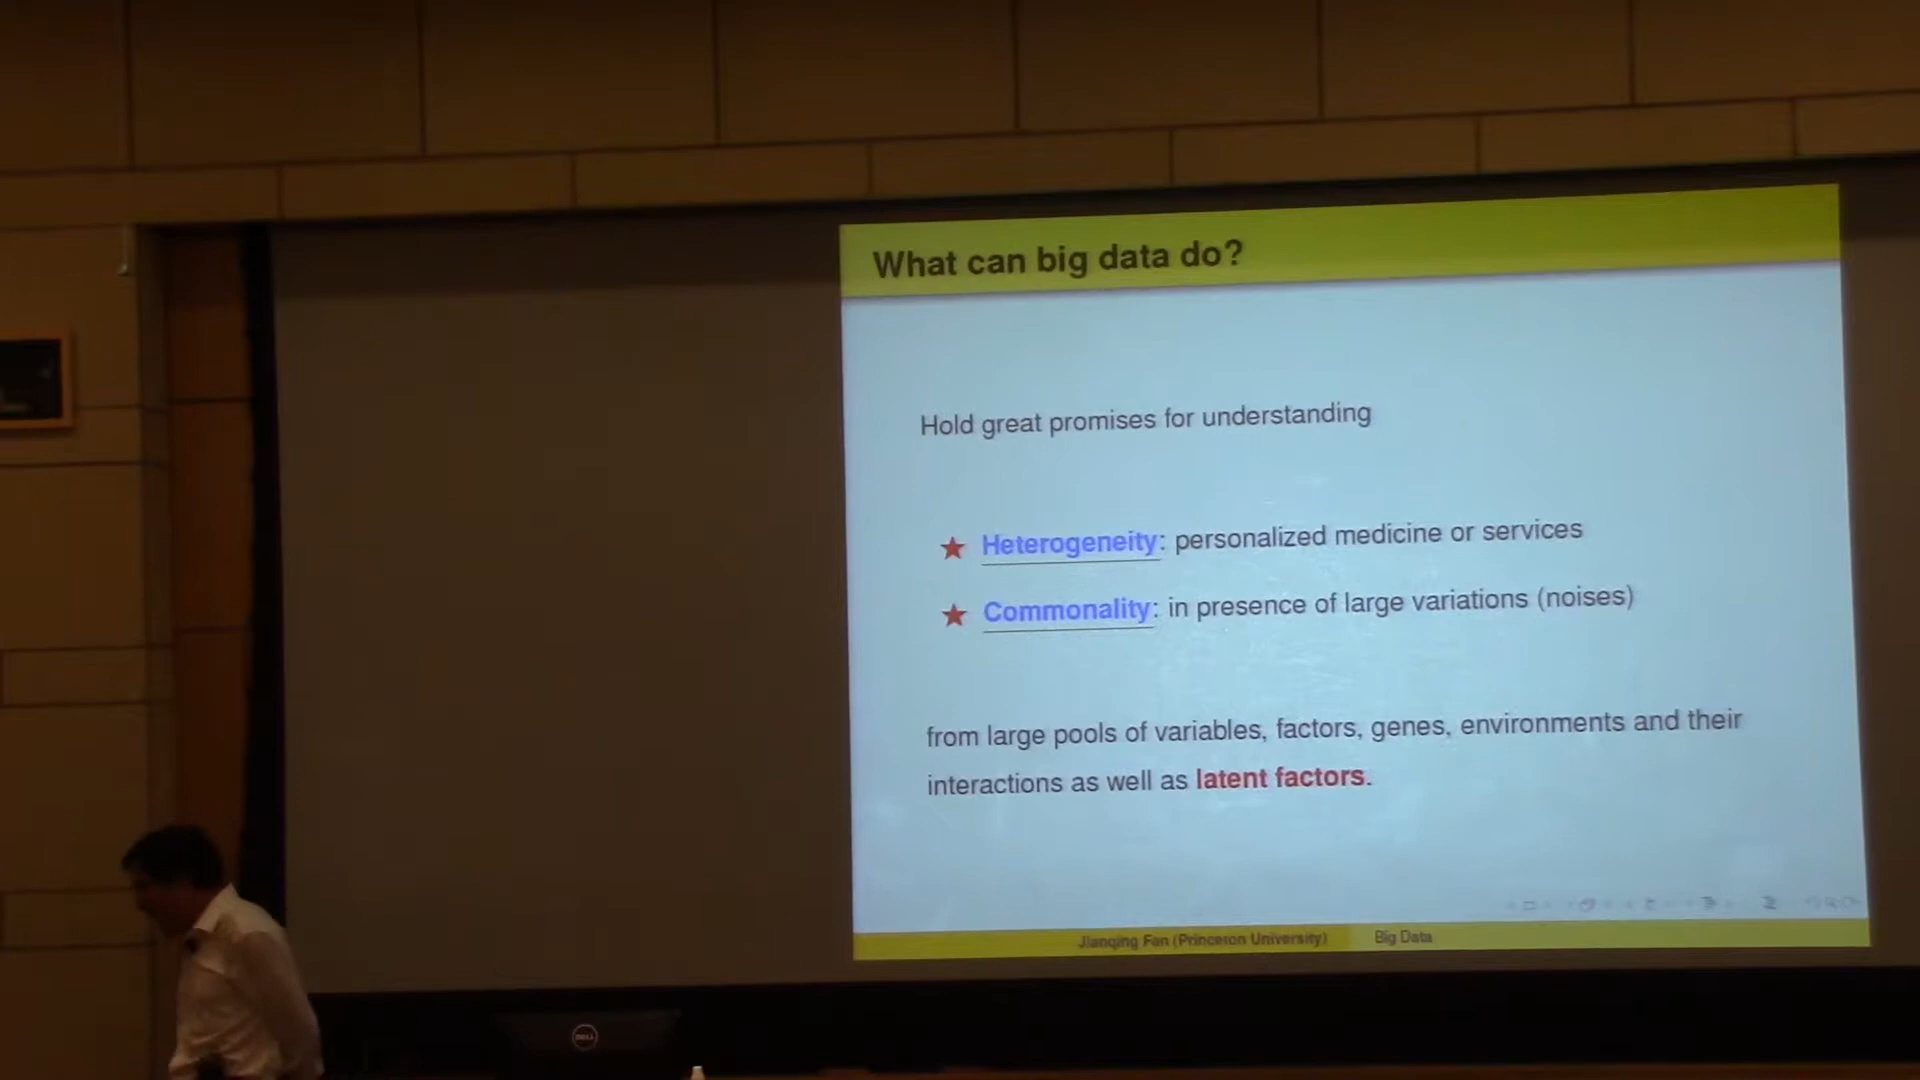 What can big data do?
Hold great promises for understanding
★ Heterogeneity: personalized medicine or services
★ Commonality: in presence of large variations (noises)
from large pools of variables, factors, genes, environments and their
interactions as well as latent factors.
Jianqing Fan (Princeton University) Big Data
DELL